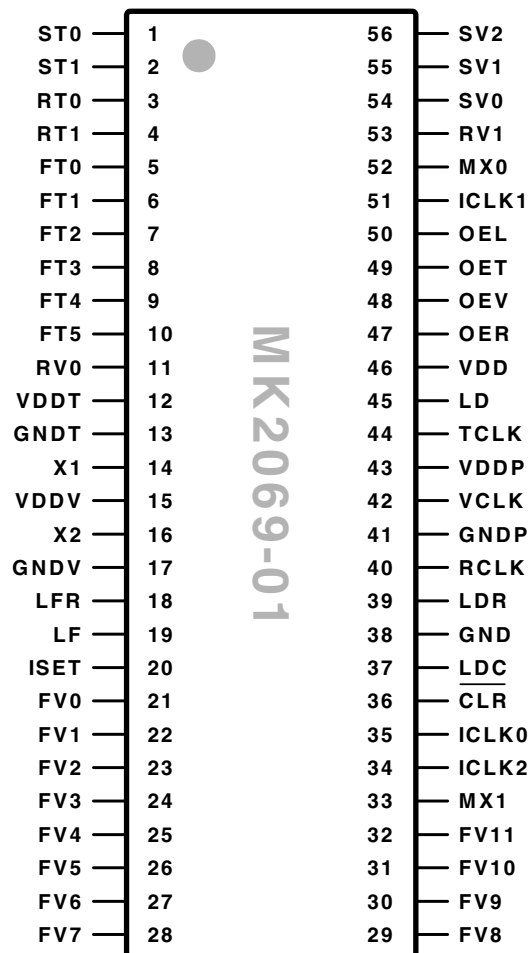 ST0 1 56 SV2
ST1 2 55 SV1
RT0 3 54 SV0
RT1 4 53 RV1
FT0 5 52 MX0
FT1 6 51 ICLK1
FT2 7 50 OEL
FT3 8 49 OET
FT4 9 48 OEV
FT5 10 47 OER
RV0 11 46 VDD
VDDT 12 45 LD
GNDT 13 44 TCLK
X1 14 43 VDDP
VDDV 15 42 VCLK
X2 16 41 GNDP
GNDV 17 40 RCLK
LFR 18 39 LDR
LF 19 38 GND
ISET 20 37 LDC
FV0 21 36 CLR
FV1 22 35 ICLK0
FV2 23 34 ICLK2
FV3 24 33 MX1
FV4 25 32 FV11
FV5 26 31 FV10
FV6 27 30 FV9
FV7 28 29 FV8
MK2069-01